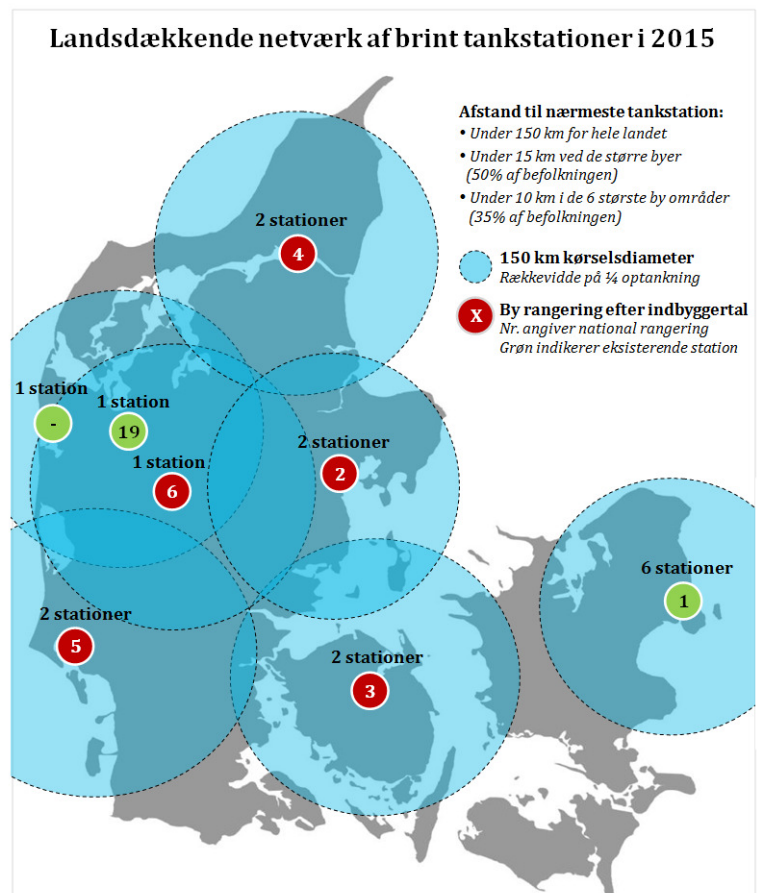 Landsdækkende netværk af brint tankstationer i 2015
Afstand til nærmeste tankstation:
• Under 150 km for hele landet
• Under 15 km ved de større byer
(50% af befolkningen)
• Under 10 km i de 6 største by områder
(35% af befolkningen)
150 km kørselsdiameter
Rækkevidde på ¼ optankning
X
By rangering efter indbyggertal
Nr. angiver national rangering
Grøn indikerer eksisterende station
2 stationer
4
1 station
-
1 station
19
1 station
6
2 stationer
2
6 stationer
1
2 stationer
5
2 stationer
3